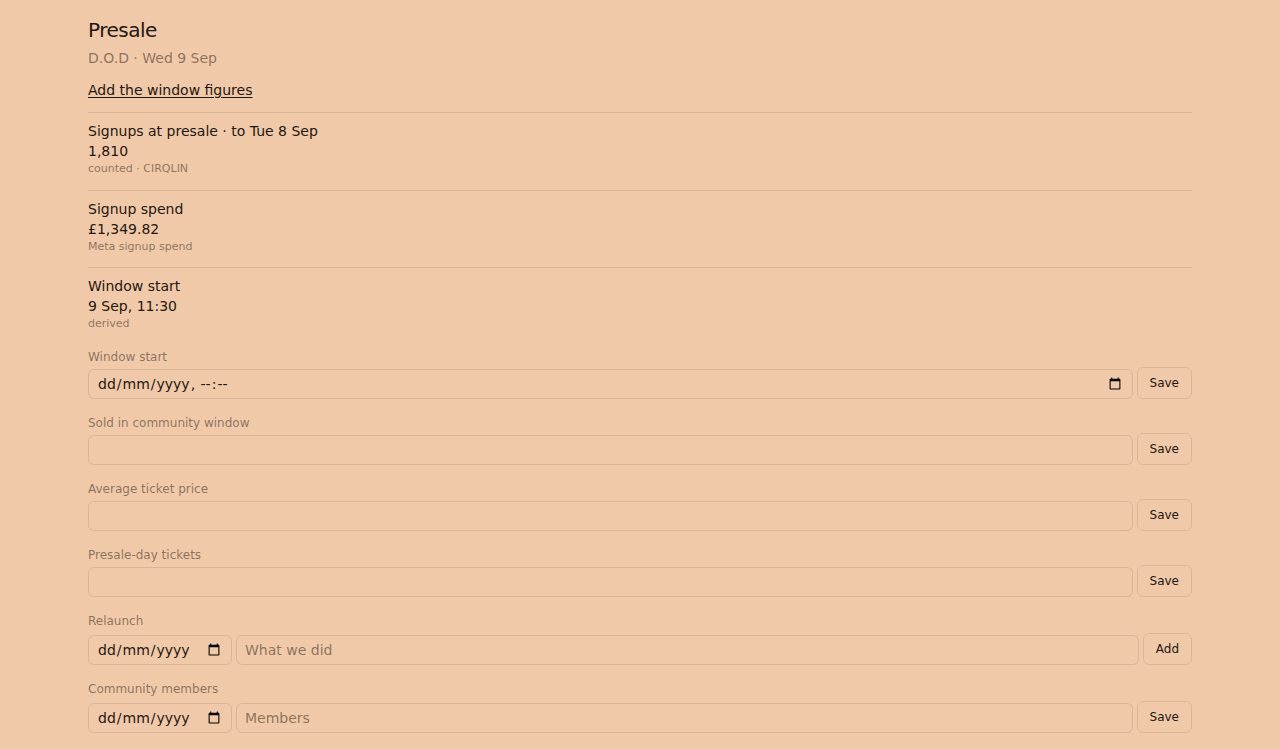 Presale
D.O.D · Wed 9 Sep
Add the window figures
Signups at presale · to Tue 8 Sep
1,810
counted · CIRQLIN
Signup spend
£1,349.82
Meta signup spend
Window start
9 Sep, 11:30
derived
Window start
dd/mm/yyyy, --:-- Save
Sold in community window
Save
Average ticket price
Save
Presale-day tickets
Save
Relaunch
dd/mm/yyyy What we did Add
Community members
dd/mm/yyyy Members Save